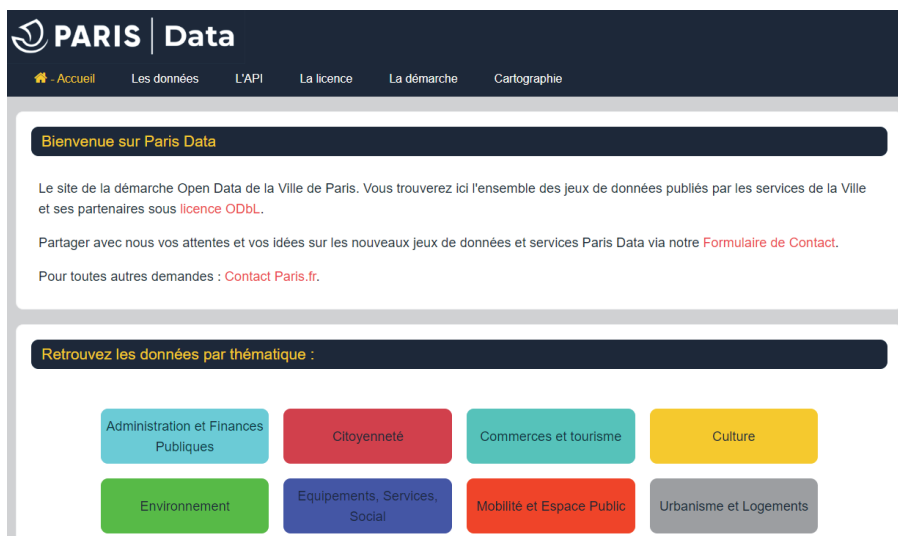 PARIS | Data
- Accueil Les données L'API La licence La démarche Cartographie
Bienvenue sur Paris Data
Le site de la démarche Open Data de la Ville de Paris. Vous trouverez ici l'ensemble des jeux de données publiés par les services de la Ville
et ses partenaires sous licence ODbL.
Partager avec nous vos attentes et vos idées sur les nouveaux jeux de données et services Paris Data via notre Formulaire de Contact.
Pour toutes autres demandes : Contact Paris.fr.
Retrouvez les données par thématique :
Administration et Finances
Publiques
Citoyenneté
Commerces et tourisme
Culture
Environnement
Equipements, Services,
Social
Mobilité et Espace Public
Urbanisme et Logements